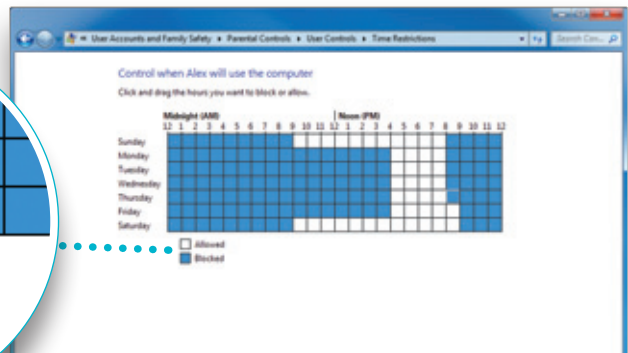 User Accounts and Family Safety ▸ Parental Controls ▸ User Controls ▸ Time Restrictions
Search Con...
Control when Alex will use the computer
Click and drag the hours you want to block or allow.
Midnight (AM) Noon (PM)
12 1 2 3 4 5 6 7 8 9 10 11 12 1 2 3 4 5 6 7 8 9 10 11 12
Sunday
Monday
Tuesday
Wednesday
Thursday
Friday
Saturday
Allowed
Blocked